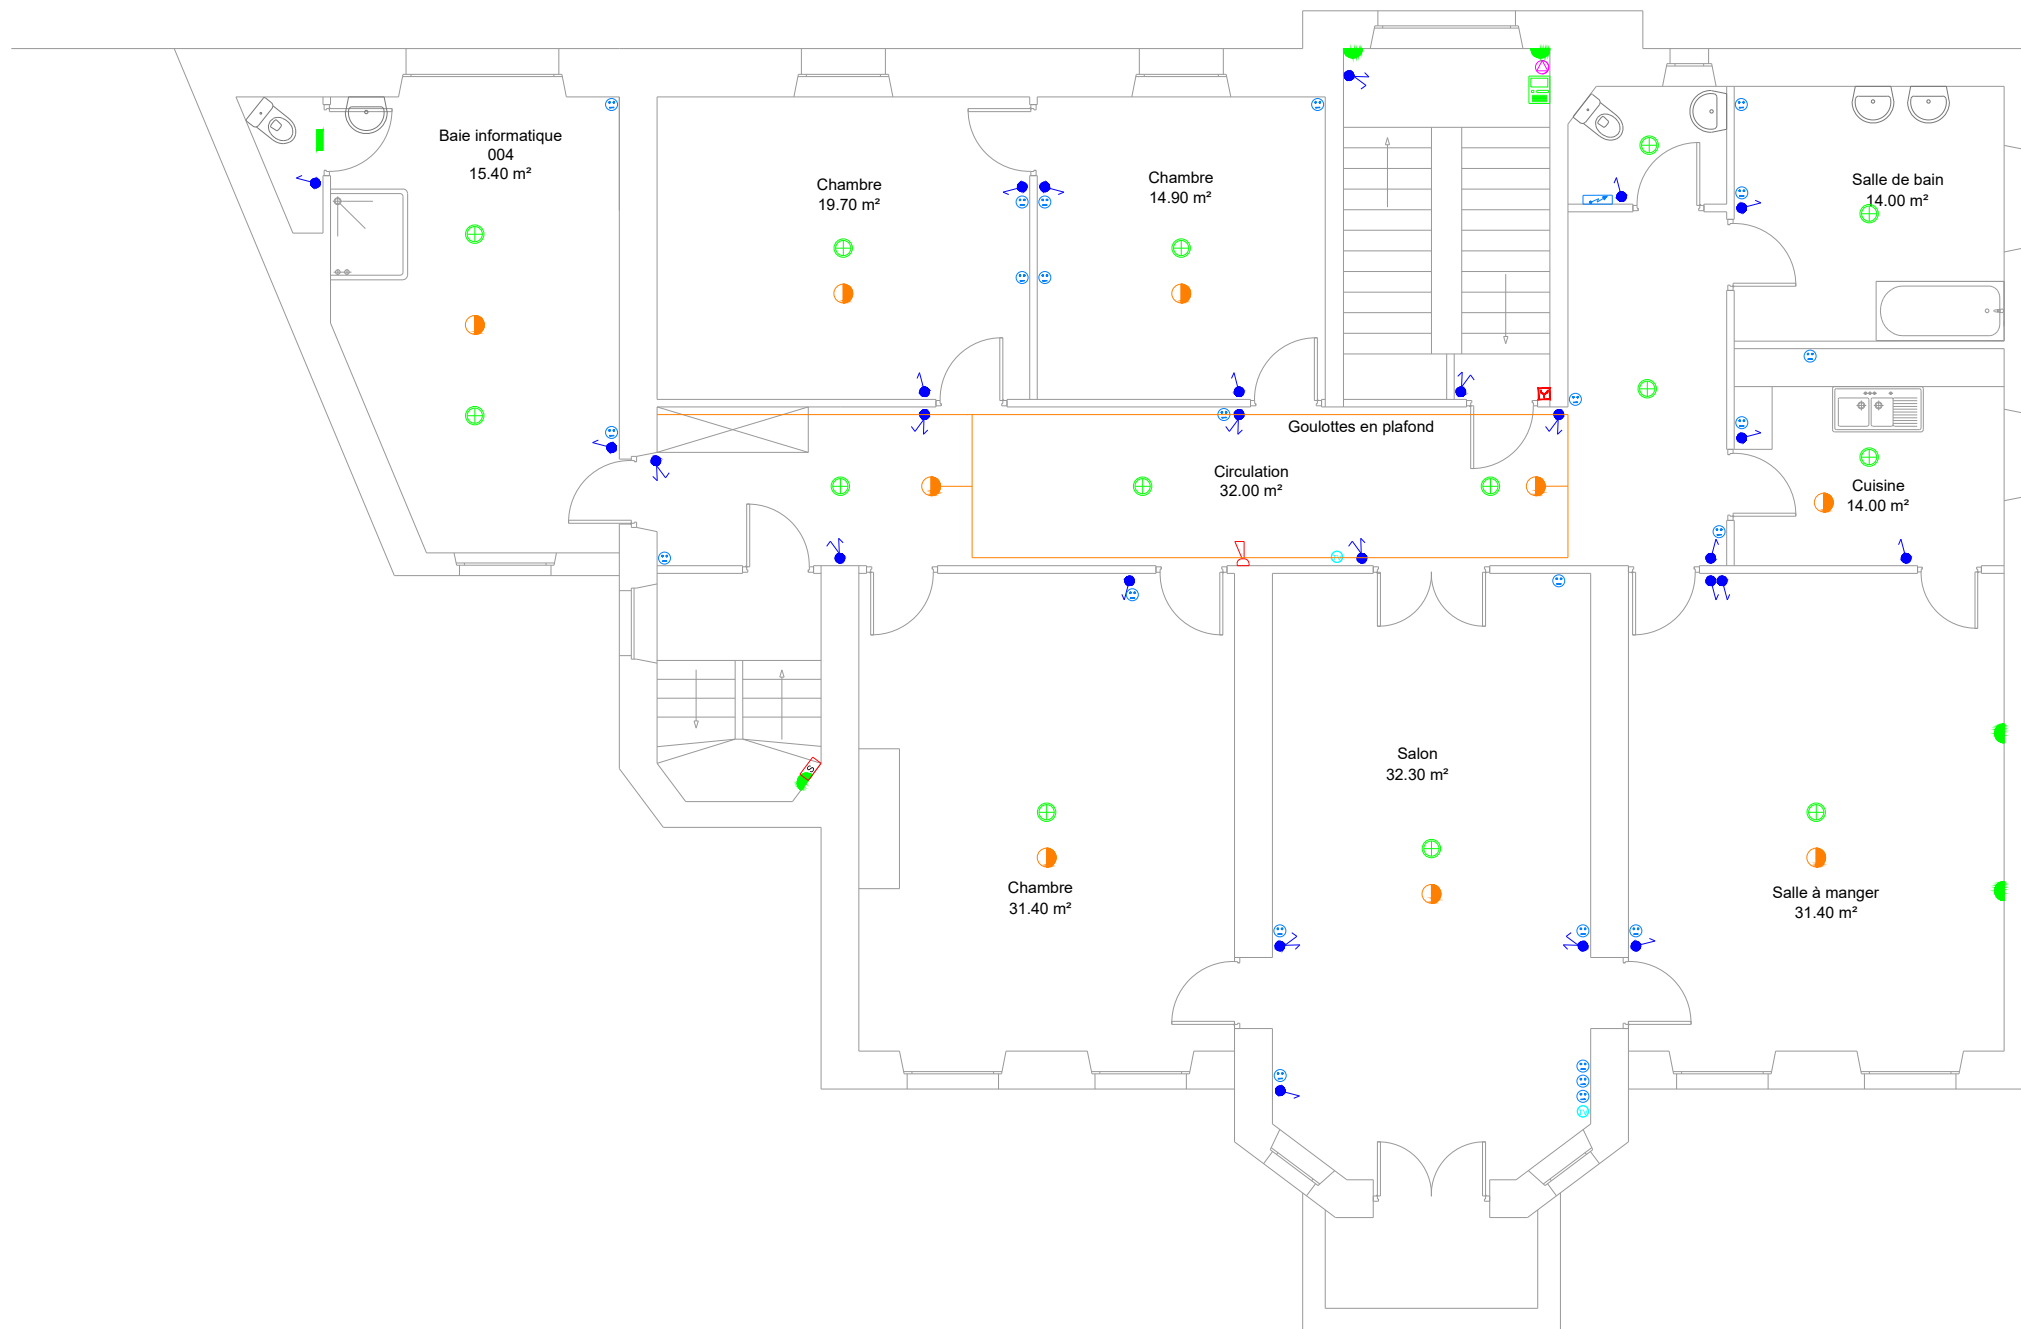 Baie informatique
004
15.40 m²
Chambre
19.70 m²
Chambre
14.90 m²
Salle de bain
14.00 m²
Goulottes en plafond
Circulation
32.00 m²
Cuisine
14.00 m²
Salon
32.30 m²
Chambre
31.40 m²
Salle à manger
31.40 m²